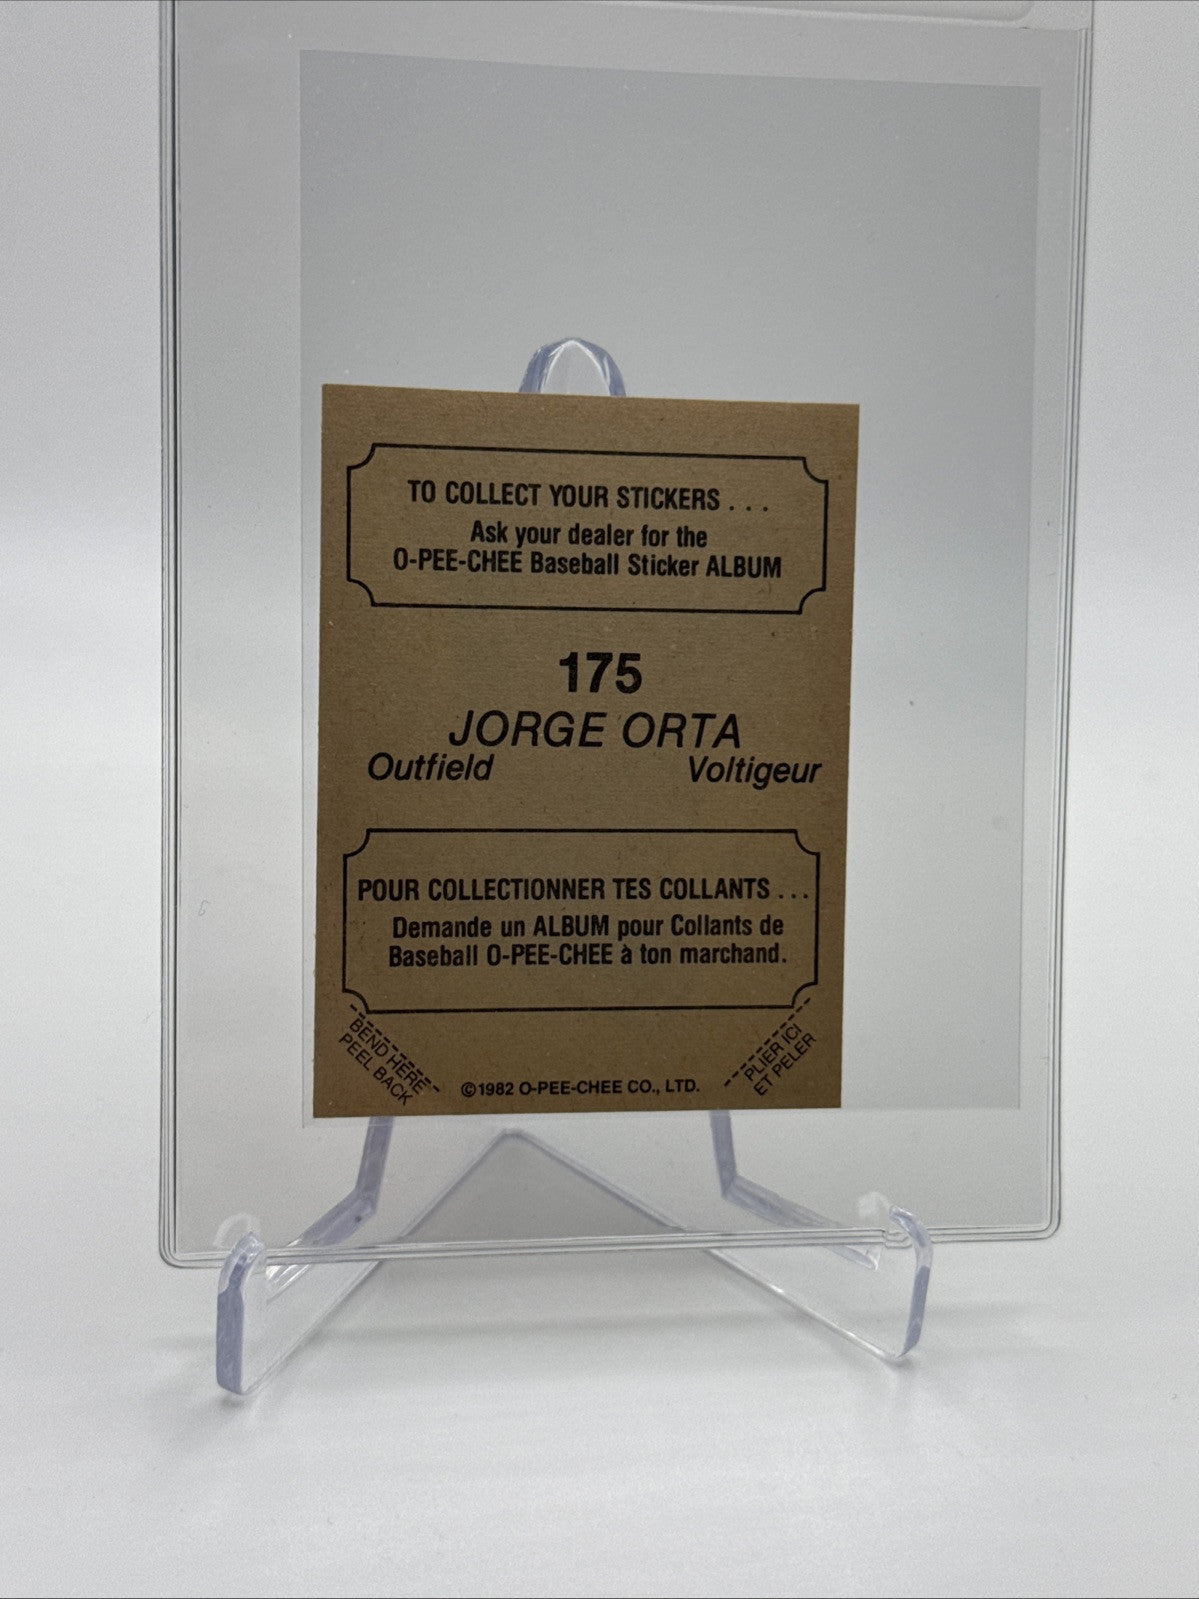 TO COLLECT YOUR STICKERS . . .
Ask your dealer for the
O-PEE-CHEE Baseball Sticker ALBUM
175
JORGE ORTA
Outfield Voltigeur
POUR COLLECTIONNER TES COLLANTS . . .
Demande un ALBUM pour Collants de
Baseball O-PEE-CHEE à ton marchand.
BEND HERE
PEEL BACK
©1982 O-PEE-CHEE CO., LTD.
PLIER ICI
ET PELER